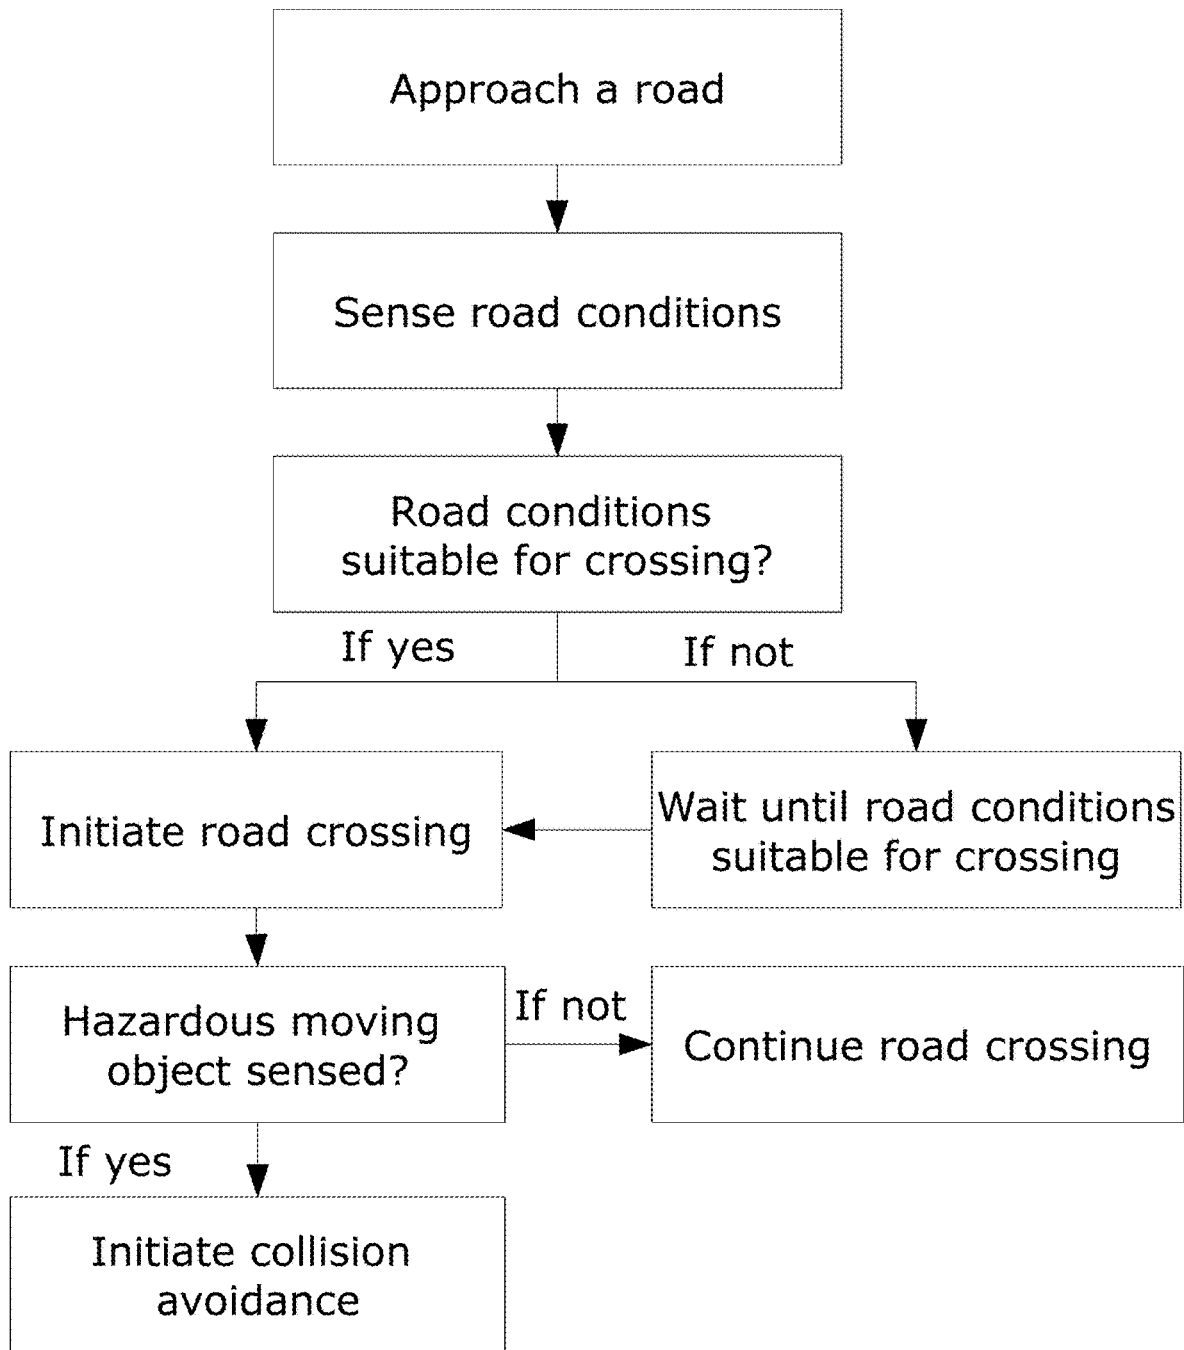 Approach a road
Sense road conditions
Road conditions
suitable for crossing?
If yes
If not
Initiate road crossing
Wait until road conditions
suitable for crossing
Hazardous moving
object sensed?
If not
Continue road crossing
If yes
Initiate collision
avoidance